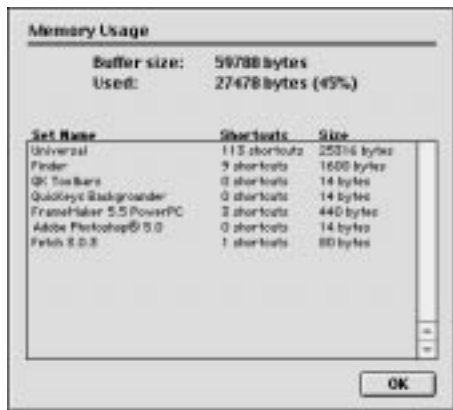 Memory Usage
Buffer size: 59788 bytes
Used: 27478 bytes (45%)
Set Name Shortcuts Size
Universal 113 shortcuts 25316 bytes
Finder 9 shortcuts 1600 bytes
QK Toolbars 0 shortcuts 14 bytes
QuicKeys Backgrounder 0 shortcuts 14 bytes
FrameMaker 5.5 PowerPC 3 shortcuts 440 bytes
Adobe Photoshop® 5.0 0 shortcuts 14 bytes
Fetch 1 shortcuts 80 bytes
OK